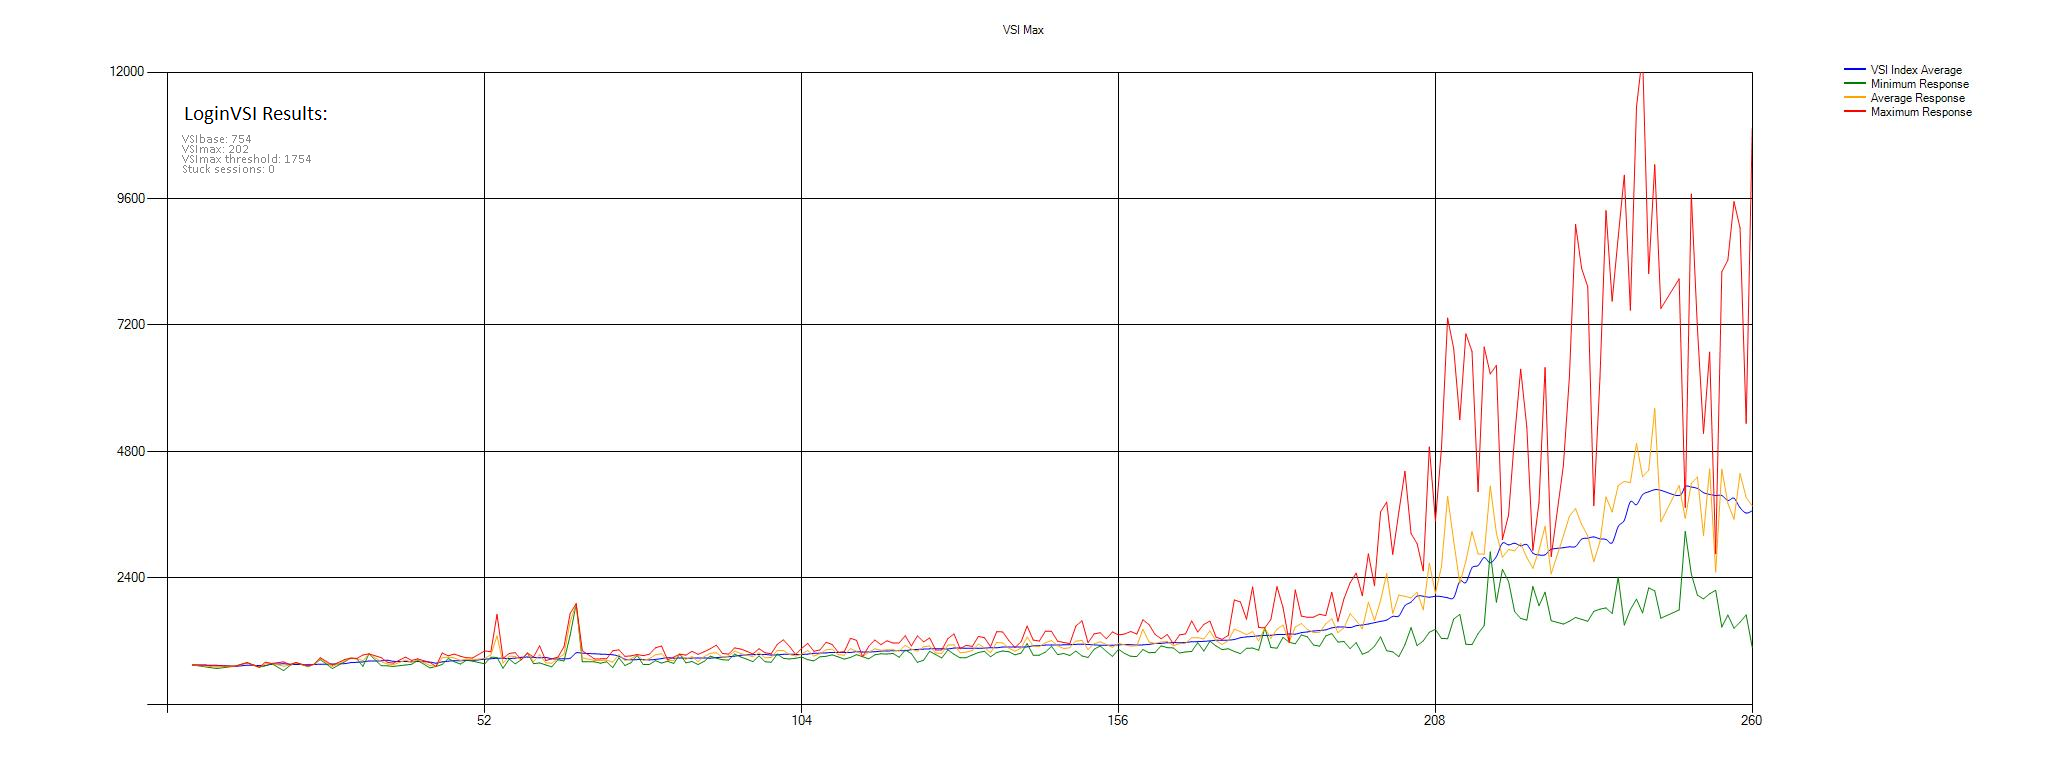 VSI Max
12000
9600
7200
4800
2400
LoginVSI Results:
VSIbase: 754
VSImax: 202
VSImax threshold: 1754
Stuck sessions: 0
52
104
156
208
260
VSI Index Average
Minimum Response
Average Response
Maximum Response